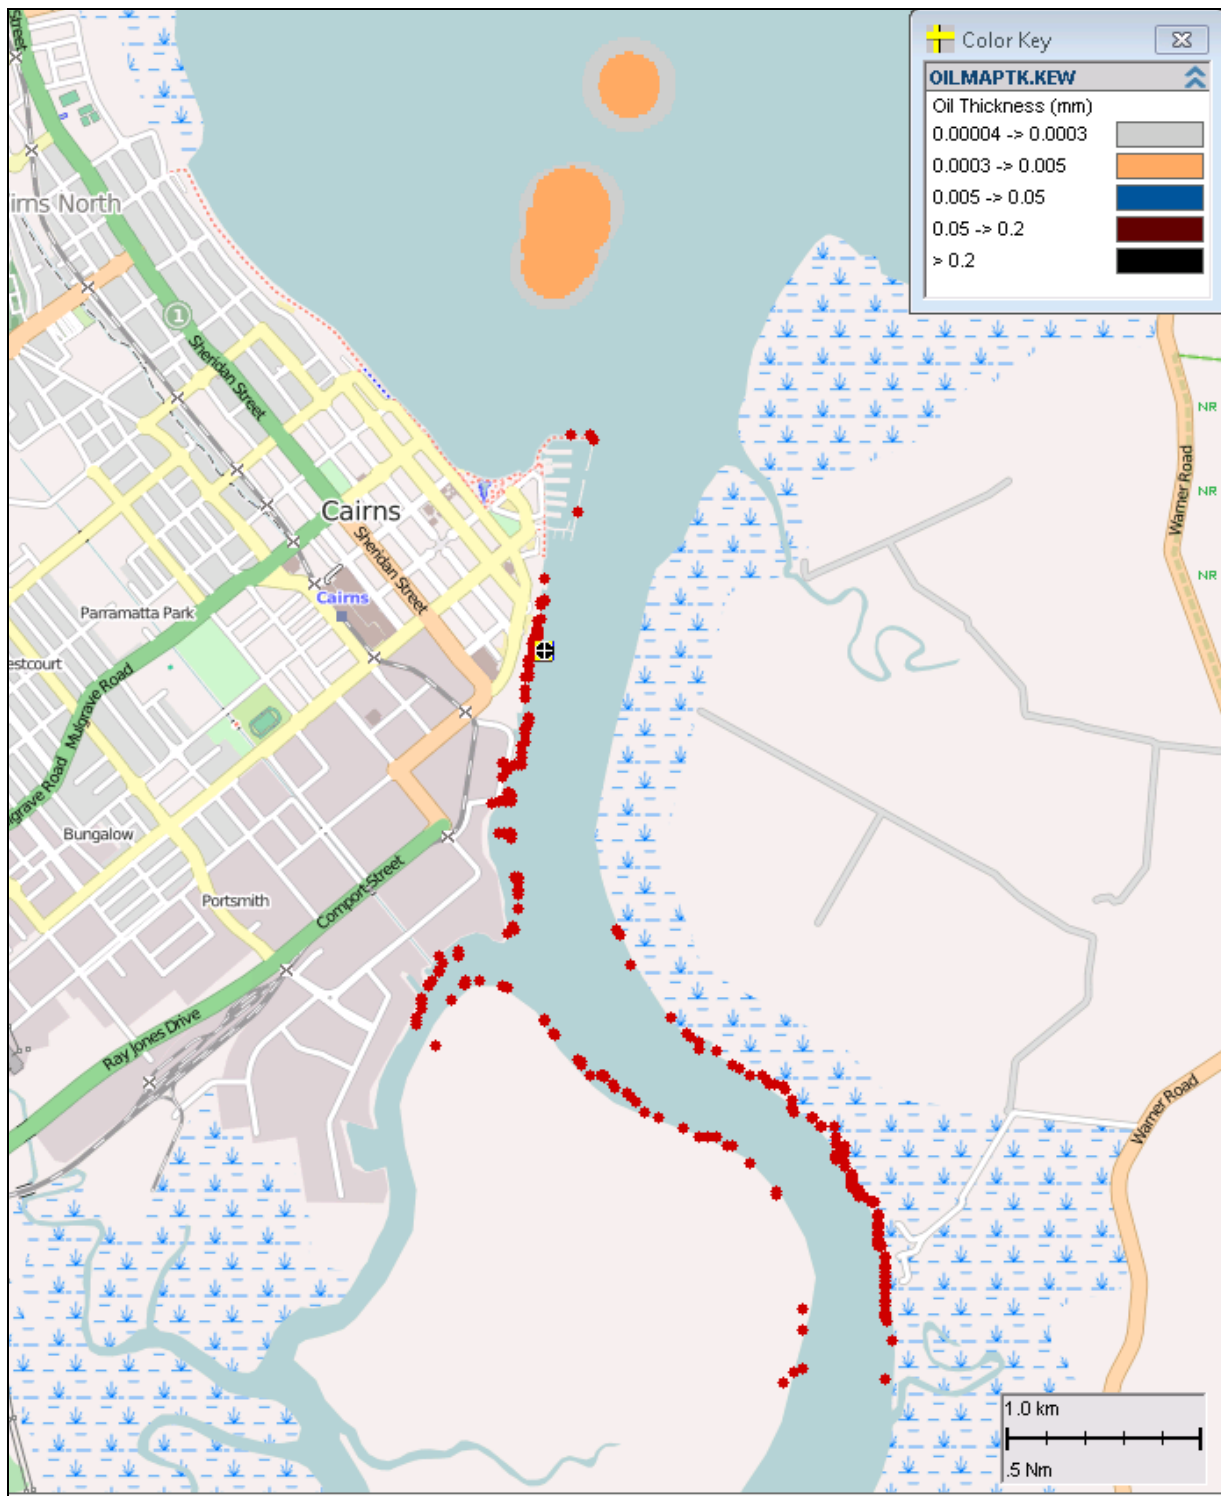 Color Key
OILMAPTK.KEW
Oil Thickness (mm)
0.00004 -> 0.0003
0.0003 -> 0.005
0.005 -> 0.05
0.05 -> 0.2
> 0.2
Street
irns North
1
Sheridan Street
NR
Warner Road
NR
Cairns
Sheridan Street
NR
Cairns
Parramatta Park
estcourt
Mulgrave Road
lgrave Road
Bungalow
Comport Street
Portsmith
Ray Jones Drive
Warner Road
1.0 km
.5 Nm